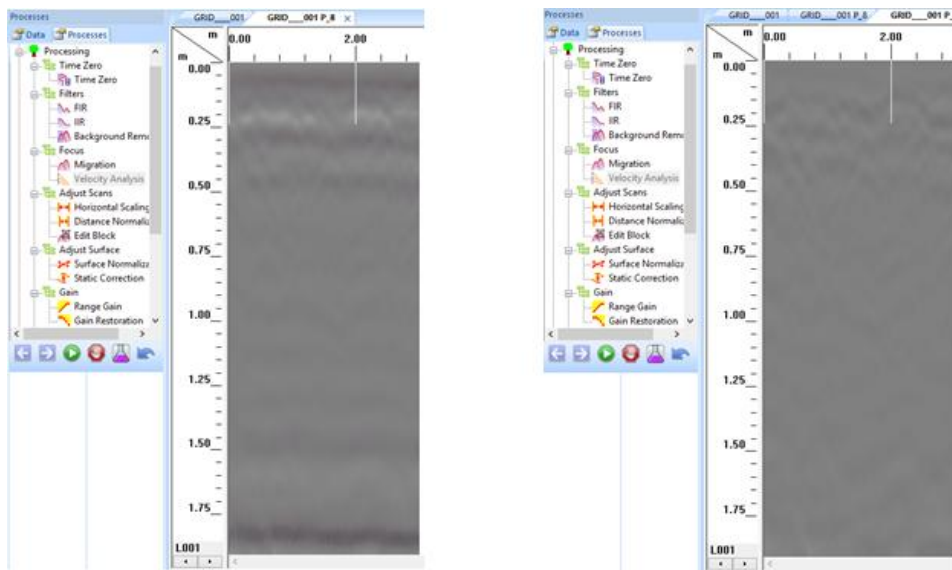 Processes
Data Processes
Processing
Time Zero
Time Zero
Filters
FIR
IIR
Background Remo
Focus
Migration
Velocity Analysis
Adjust Scans
Horizontal Scaling
Distance Normaliz
Edit Block
Adjust Surface
Surface Normaliza
Static Correction
Gain
Range Gain
Gain Restoration
GRID___001 GRID___001 P_8 ×
m
m
0.00 2.00
0.00
0.25
0.50
0.75
1.00
1.25
1.50
1.75
L001
Processes
Data Processes
Processing
Time Zero
Time Zero
Filters
FIR
IIR
Background Remo
Focus
Migration
Velocity Analysis
Adjust Scans
Horizontal Scaling
Distance Normaliz
Edit Block
Adjust Surface
Surface Normaliza
Static Correction
Gain
Range Gain
Gain Restoration
GRID___001 GRID___001 P_8 GRID___001 P_
m
m
0.00 2.00
0.00
0.25
0.50
0.75
1.00
1.25
1.50
1.75
L001